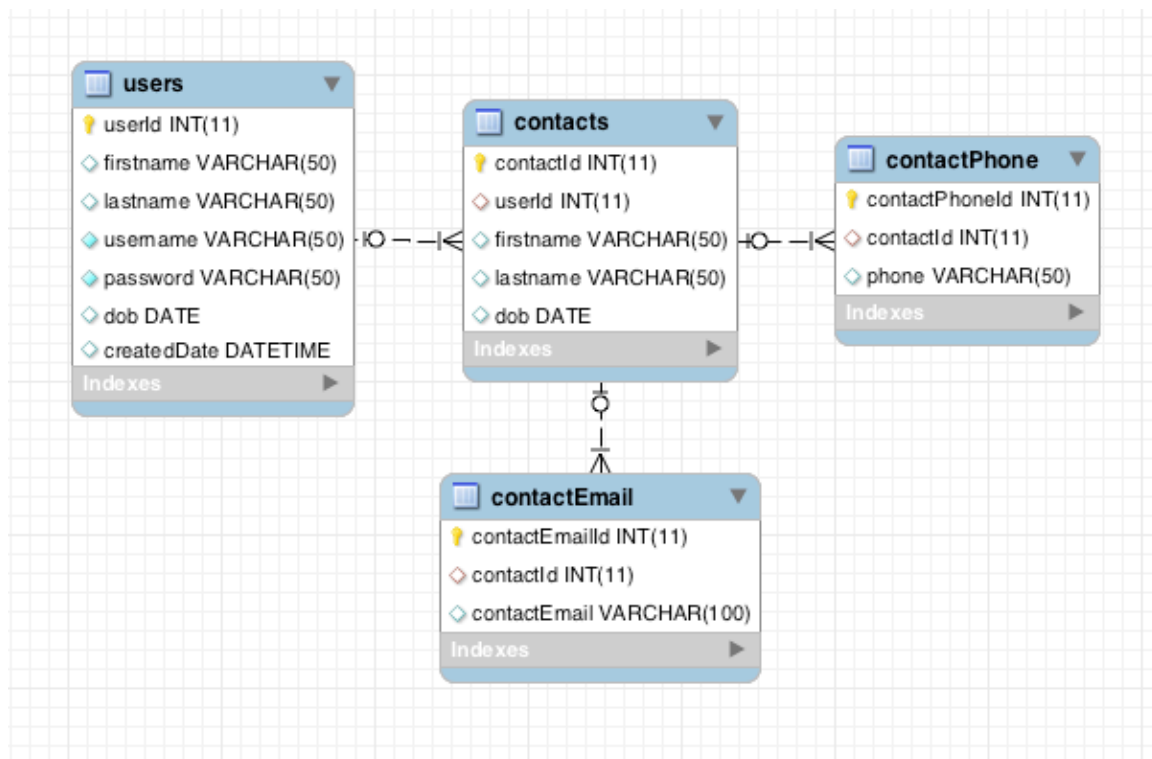 users
userId INT(11)
firstname VARCHAR(50)
lastname VARCHAR(50)
username VARCHAR(50)
password VARCHAR(50)
dob DATE
createdDate DATETIME
Indexes
contacts
contactId INT(11)
userId INT(11)
firstname VARCHAR(50)
lastname VARCHAR(50)
dob DATE
Indexes
contactPhone
contactPhoneId INT(11)
contactId INT(11)
phone VARCHAR(50)
Indexes
contactEmail
contactEmailId INT(11)
contactId INT(11)
contactEmail VARCHAR(100)
Indexes